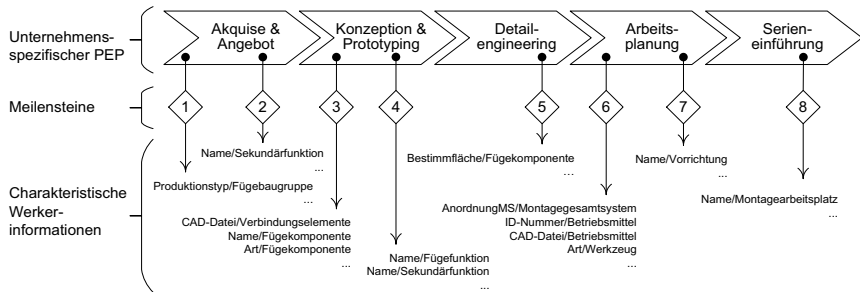 Unternehmens-
spezifischer PEP
Akquise &
Angebot
Konzeption &
Prototyping
Detail-
engineering
Arbeits-
planung
Serien-
einführung
Meilensteine
1
2
3
4
5
6
7
8
Charakteristische
Werker-
informationen
Name/Sekundärfunktion
...
Produktionstyp/Fügebaugruppe
...
CAD-Datei/Verbindungselemente
Name/Fügekomponente
Art/Fügekomponente
...
Name/Fügefunktion
Name/Sekundärfunktion
...
Bestimmfläche/Fügekomponente
...
AnordnungMS/Montagegesamtsystem
ID-Nummer/Betriebsmittel
CAD-Datei/Betriebsmittel
Art/Werkzeug
...
Name/Vorrichtung
...
Name/Montagearbeitsplatz
...